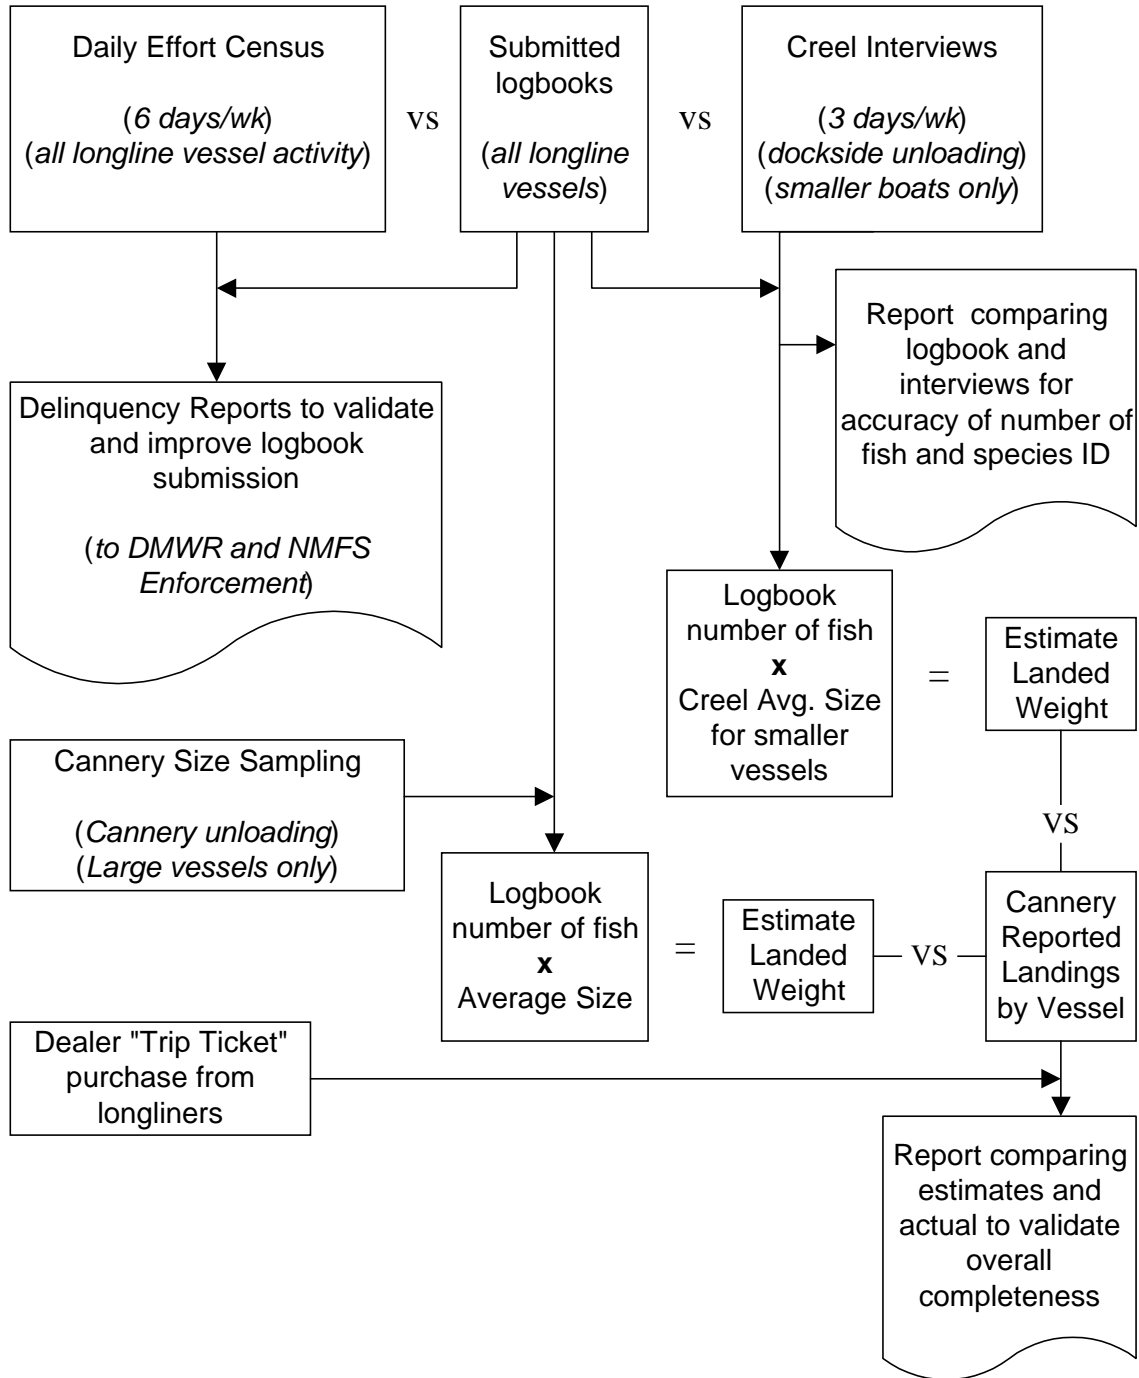 Daily Effort Census
(6 days/wk)
(all longline vessel activity)
vs
Submitted
logbooks
(all longline
vessels)
vs
Creel Interviews
(3 days/wk)
(dockside unloading)
(smaller boats only)
Report comparing
logbook and
interviews for
accuracy of number of
fish and species ID
Delinquency Reports to validate
and improve logbook
submission
(to DMWR and NMFS
Enforcement)
Logbook
number of fish
x
Creel Avg. Size
for smaller
vessels
=
Estimate
Landed
Weight
vs
Cannery Size Sampling
(Cannery unloading)
(Large vessels only)
Logbook
number of fish
x
Average Size
=
Estimate
Landed
Weight
vs
Cannery
Reported
Landings
by Vessel
Dealer "Trip Ticket"
purchase from
longliners
Report comparing
estimates and
actual to validate
overall
completeness